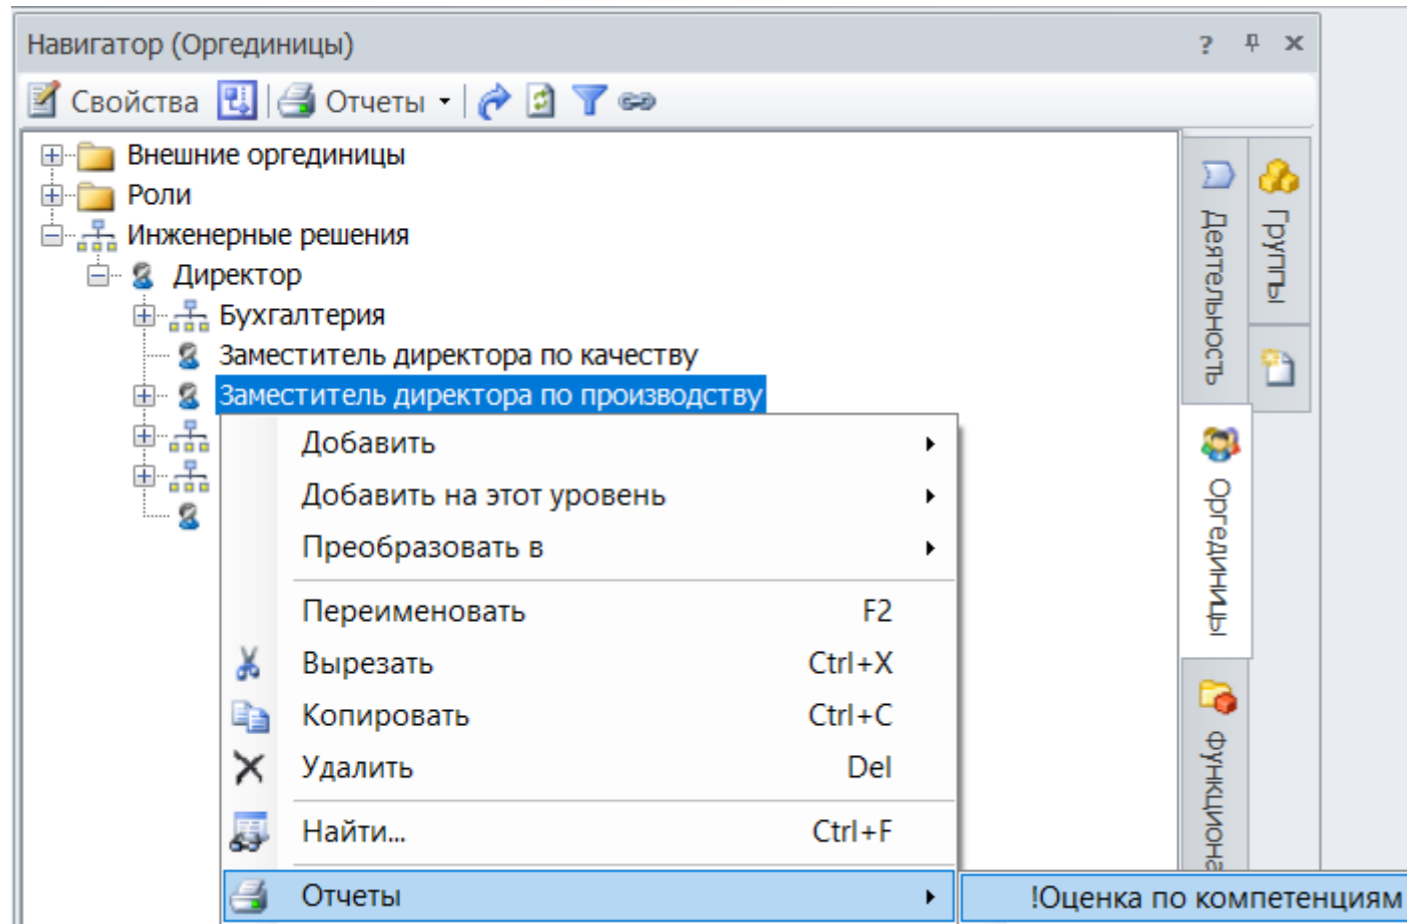 Навигатор (Оргединицы)
Свойства Отчеты
Внешние оргединицы
Роли
Инженерные решения
Директор
Бухгалтерия
Заместитель директора по качеству
Заместитель директора по производству
Добавить
Добавить на этот уровень
Преобразовать в
Переименовать F2
Вырезать Ctrl+X
Копировать Ctrl+C
Удалить Del
Найти... Ctrl+F
Отчеты
!Оценка по компетенциям
Деятельность
Оргединицы
Функциона
Группы